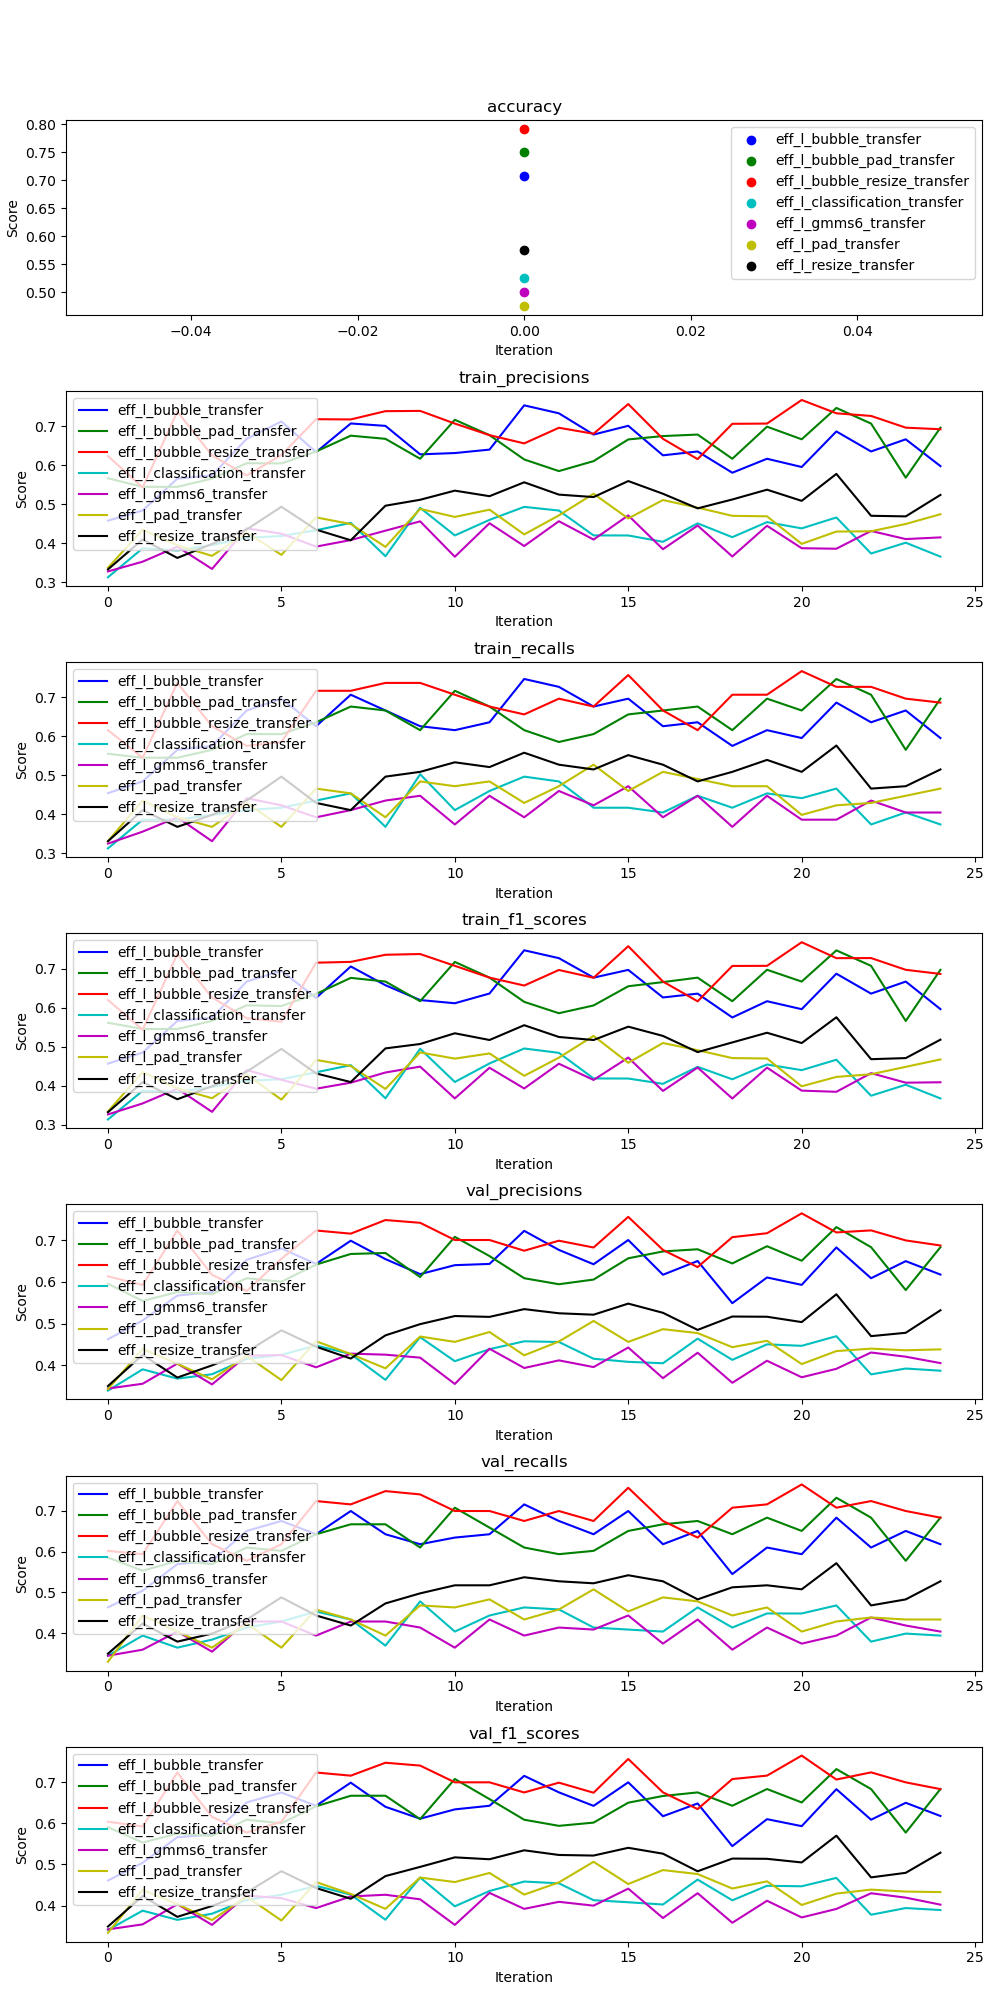 accuracy
0.80
0.75
0.70
0.65
0.60
0.55
0.50
Score
eff_l_bubble_transfer
eff_l_bubble_pad_transfer
eff_l_bubble_resize_transfer
eff_l_classification_transfer
eff_l_gmms6_transfer
eff_l_pad_transfer
eff_l_resize_transfer
−0.04 −0.02 0.00 0.02 0.04
Iteration
train_precisions
0.7
0.6
0.5
0.4
0.3
Score
eff_l_bubble_transfer
eff_l_bubble_pad_transfer
eff_l_bubble_resize_transfer
eff_l_classification_transfer
eff_l_gmms6_transfer
eff_l_pad_transfer
eff_l_resize_transfer
0 5 10 15 20 25
Iteration
train_recalls
0.7
0.6
0.5
0.4
0.3
Score
eff_l_bubble_transfer
eff_l_bubble_pad_transfer
eff_l_bubble_resize_transfer
eff_l_classification_transfer
eff_l_gmms6_transfer
eff_l_pad_transfer
eff_l_resize_transfer
0 5 10 15 20 25
Iteration
train_f1_scores
0.7
0.6
0.5
0.4
0.3
Score
eff_l_bubble_transfer
eff_l_bubble_pad_transfer
eff_l_bubble_resize_transfer
eff_l_classification_transfer
eff_l_gmms6_transfer
eff_l_pad_transfer
eff_l_resize_transfer
0 5 10 15 20 25
Iteration
val_precisions
0.7
0.6
0.5
0.4
Score
eff_l_bubble_transfer
eff_l_bubble_pad_transfer
eff_l_bubble_resize_transfer
eff_l_classification_transfer
eff_l_gmms6_transfer
eff_l_pad_transfer
eff_l_resize_transfer
0 5 10 15 20 25
Iteration
val_recalls
0.7
0.6
0.5
0.4
Score
eff_l_bubble_transfer
eff_l_bubble_pad_transfer
eff_l_bubble_resize_transfer
eff_l_classification_transfer
eff_l_gmms6_transfer
eff_l_pad_transfer
eff_l_resize_transfer
0 5 10 15 20 25
Iteration
val_f1_scores
0.7
0.6
0.5
0.4
Score
eff_l_bubble_transfer
eff_l_bubble_pad_transfer
eff_l_bubble_resize_transfer
eff_l_classification_transfer
eff_l_gmms6_transfer
eff_l_pad_transfer
eff_l_resize_transfer
0 5 10 15 20 25
Iteration